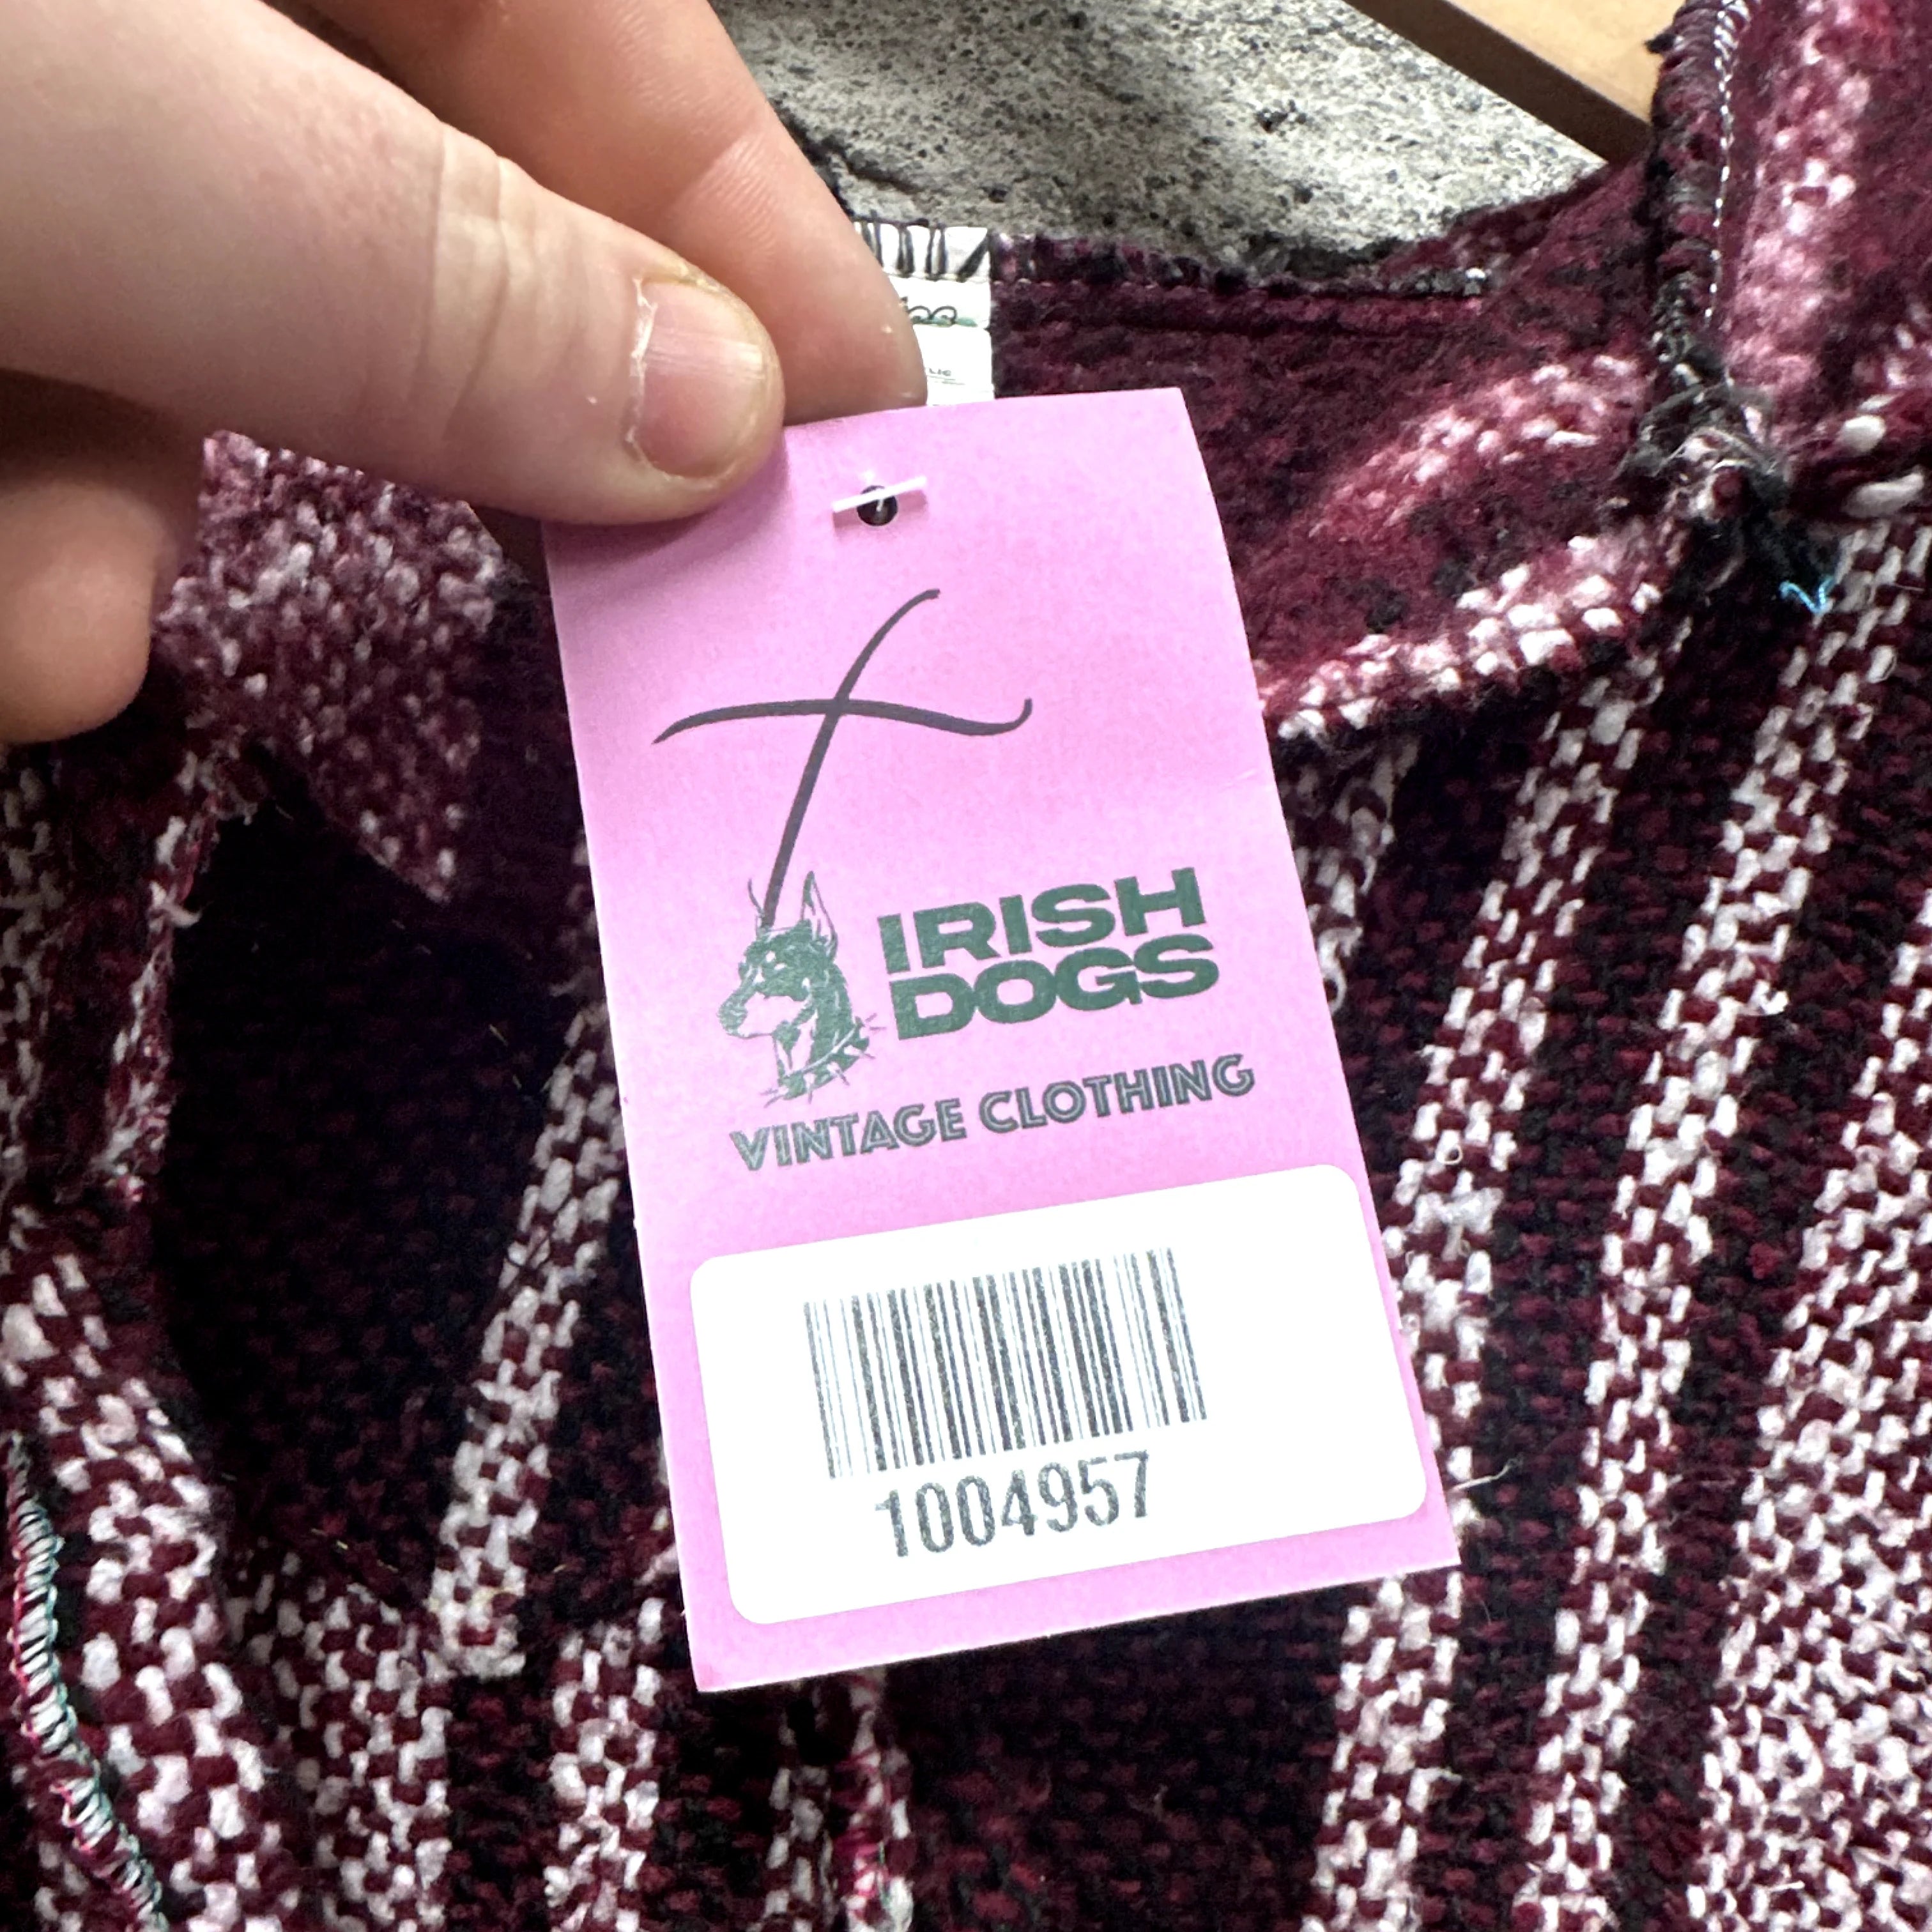 IRISH
DOGS
VINTAGE CLOTHING
1004957